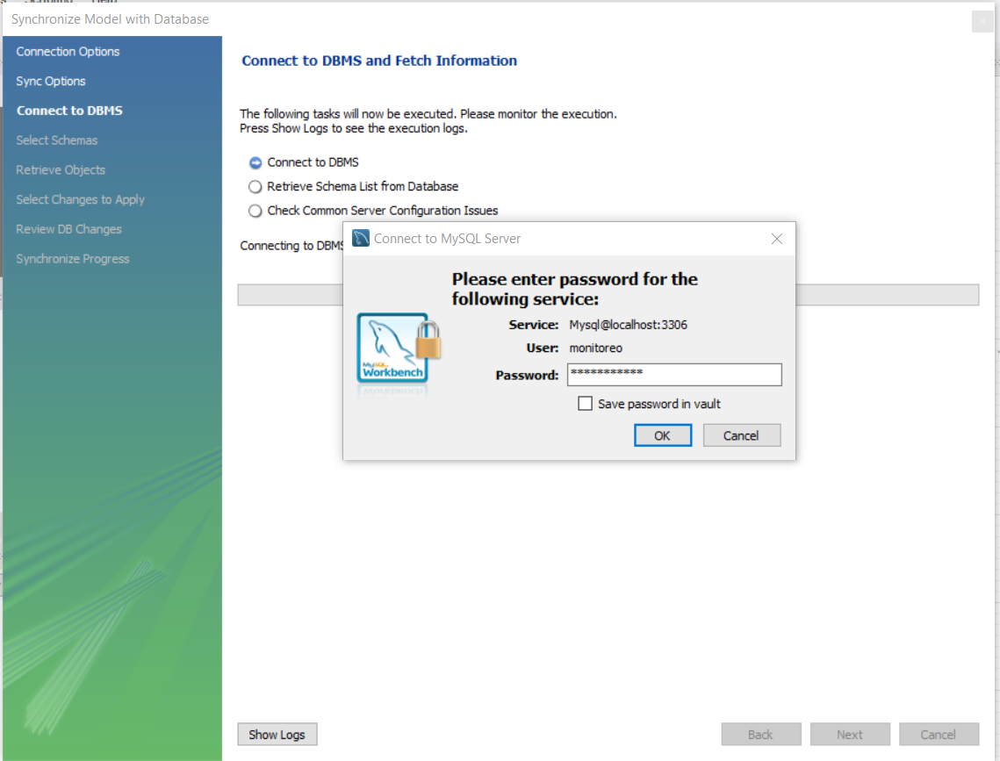 Synchronize Model with Database
Connection Options
Sync Options
Connect to DBMS
Select Schemas
Retrieve Objects
Select Changes to Apply
Review DB Changes
Synchronize Progress
Connect to DBMS and Fetch Information
The following tasks will now be executed. Please monitor the execution.
Press Show Logs to see the execution logs.
Connect to DBMS
Retrieve Schema List from Database
Check Common Server Configuration Issues
Connecting to DBMS
Connect to MySQL Server
Please enter password for the
following service:
Service: Mysql@localhost:3306
User: monitoreo
Password: ***********
Save password in vault
OK Cancel
MySQL
Workbench
Show Logs
Back Next Cancel